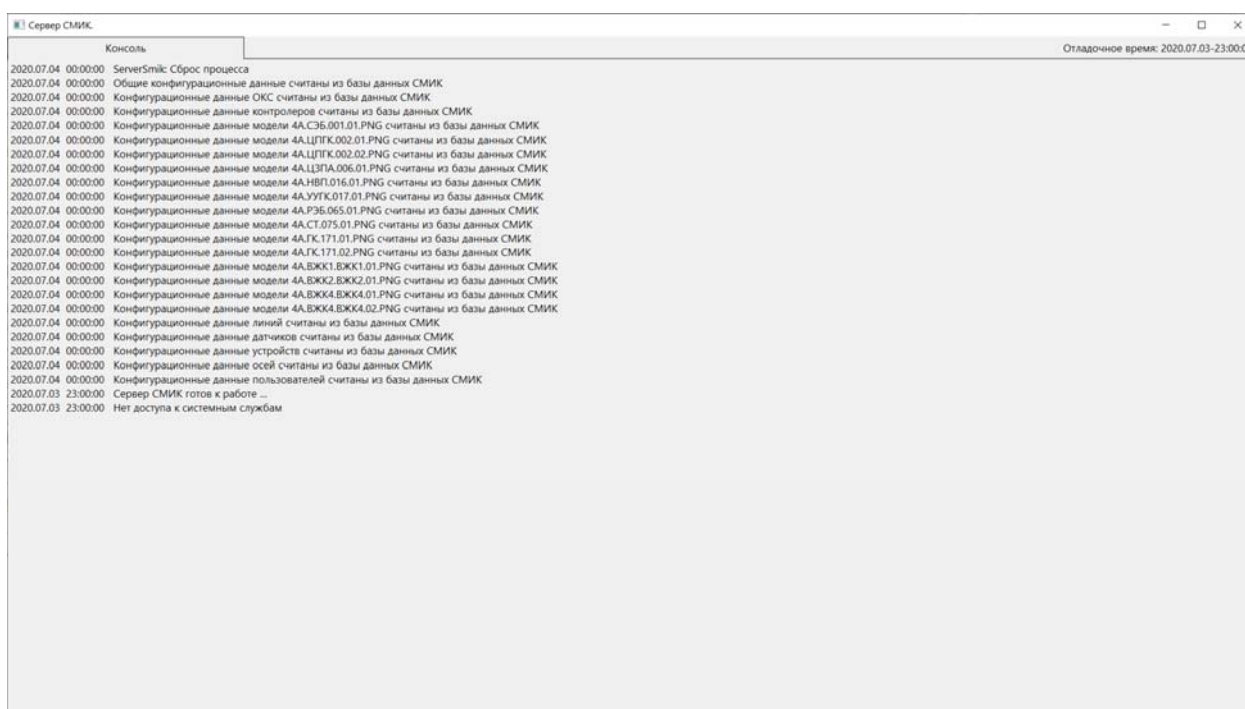 Сервер СМИК.
Консоль
Отладочное время: 2020.07.03-23:00:0
2020.07.04 00:00:00 ServerSmik: Сброс процесса
2020.07.04 00:00:00 Общие конфигурационные данные считаны из базы данных СМИК
2020.07.04 00:00:00 Конфигурационные данные ОКС считаны из базы данных СМИК
2020.07.04 00:00:00 Конфигурационные данные контролеров считаны из базы данных СМИК
2020.07.04 00:00:00 Конфигурационные данные модели 4А.СЭБ.001.01.PNG считаны из базы данных СМИК
2020.07.04 00:00:00 Конфигурационные данные модели 4А.ЦПГК.002.01.PNG считаны из базы данных СМИК
2020.07.04 00:00:00 Конфигурационные данные модели 4А.ЦПГК.002.02.PNG считаны из базы данных СМИК
2020.07.04 00:00:00 Конфигурационные данные модели 4А.ЦЗПА.006.01.PNG считаны из базы данных СМИК
2020.07.04 00:00:00 Конфигурационные данные модели 4А.НВП.016.01.PNG считаны из базы данных СМИК
2020.07.04 00:00:00 Конфигурационные данные модели 4А.УУГК.017.01.PNG считаны из базы данных СМИК
2020.07.04 00:00:00 Конфигурационные данные модели 4А.РЭБ.065.01.PNG считаны из базы данных СМИК
2020.07.04 00:00:00 Конфигурационные данные модели 4А.СТ.075.01.PNG считаны из базы данных СМИК
2020.07.04 00:00:00 Конфигурационные данные модели 4А.ГК.171.01.PNG считаны из базы данных СМИК
2020.07.04 00:00:00 Конфигурационные данные модели 4А.ГК.171.02.PNG считаны из базы данных СМИК
2020.07.04 00:00:00 Конфигурационные данные модели 4А.ВЖК1.ВЖК1.01.PNG считаны из базы данных СМИК
2020.07.04 00:00:00 Конфигурационные данные модели 4А.ВЖК2.ВЖК2.01.PNG считаны из базы данных СМИК
2020.07.04 00:00:00 Конфигурационные данные модели 4А.ВЖК4.ВЖК4.01.PNG считаны из базы данных СМИК
2020.07.04 00:00:00 Конфигурационные данные модели 4А.ВЖК4.ВЖК4.02.PNG считаны из базы данных СМИК
2020.07.04 00:00:00 Конфигурационные данные линий считаны из базы данных СМИК
2020.07.04 00:00:00 Конфигурационные данные датчиков считаны из базы данных СМИК
2020.07.04 00:00:00 Конфигурационные данные устройств считаны из базы данных СМИК
2020.07.04 00:00:00 Конфигурационные данные осей считаны из базы данных СМИК
2020.07.04 00:00:00 Конфигурационные данные пользователей считаны из базы данных СМИК
2020.07.03 23:00:00 Сервер СМИК готов к работе ...
2020.07.03 23:00:00 Нет доступа к системным службам